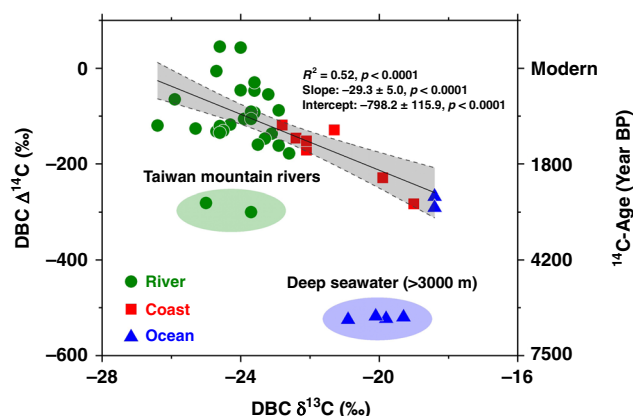 R² = 0.52, p < 0.0001
Slope: –29.3 ± 5.0, p < 0.0001
Intercept: –798.2 ± 115.9, p < 0.0001
Taiwan mountain rivers
Deep seawater (>3000 m)
River
Coast
Ocean
0
–200
–400
–600
DBC Δ¹⁴C (‰)
Modern
1800
4200
7500
¹⁴C-Age (Year BP)
–28
–24
–20
–16
DBC δ¹³C (‰)